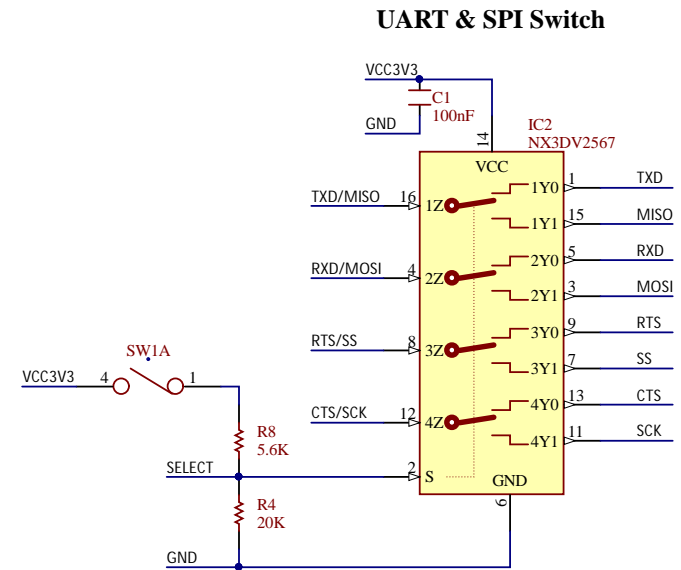 UART & SPI Switch
VCC3V3
C1
100nF
GND
14
IC2
NX3DV2567
VCC
TXD/MISO
16
1Z
1Y0
1
TXD
1Y1
15
MISO
RXD/MOSI
4
2Z
2Y0
5
RXD
2Y1
3
MOSI
RTS/SS
8
3Z
3Y0
9
RTS
3Y1
7
SS
CTS/SCK
12
4Z
4Y0
13
CTS
4Y1
11
SCK
SW1A
VCC3V3
4
1
R8
5.6K
SELECT
2
S
GND
6
R4
20K
GND